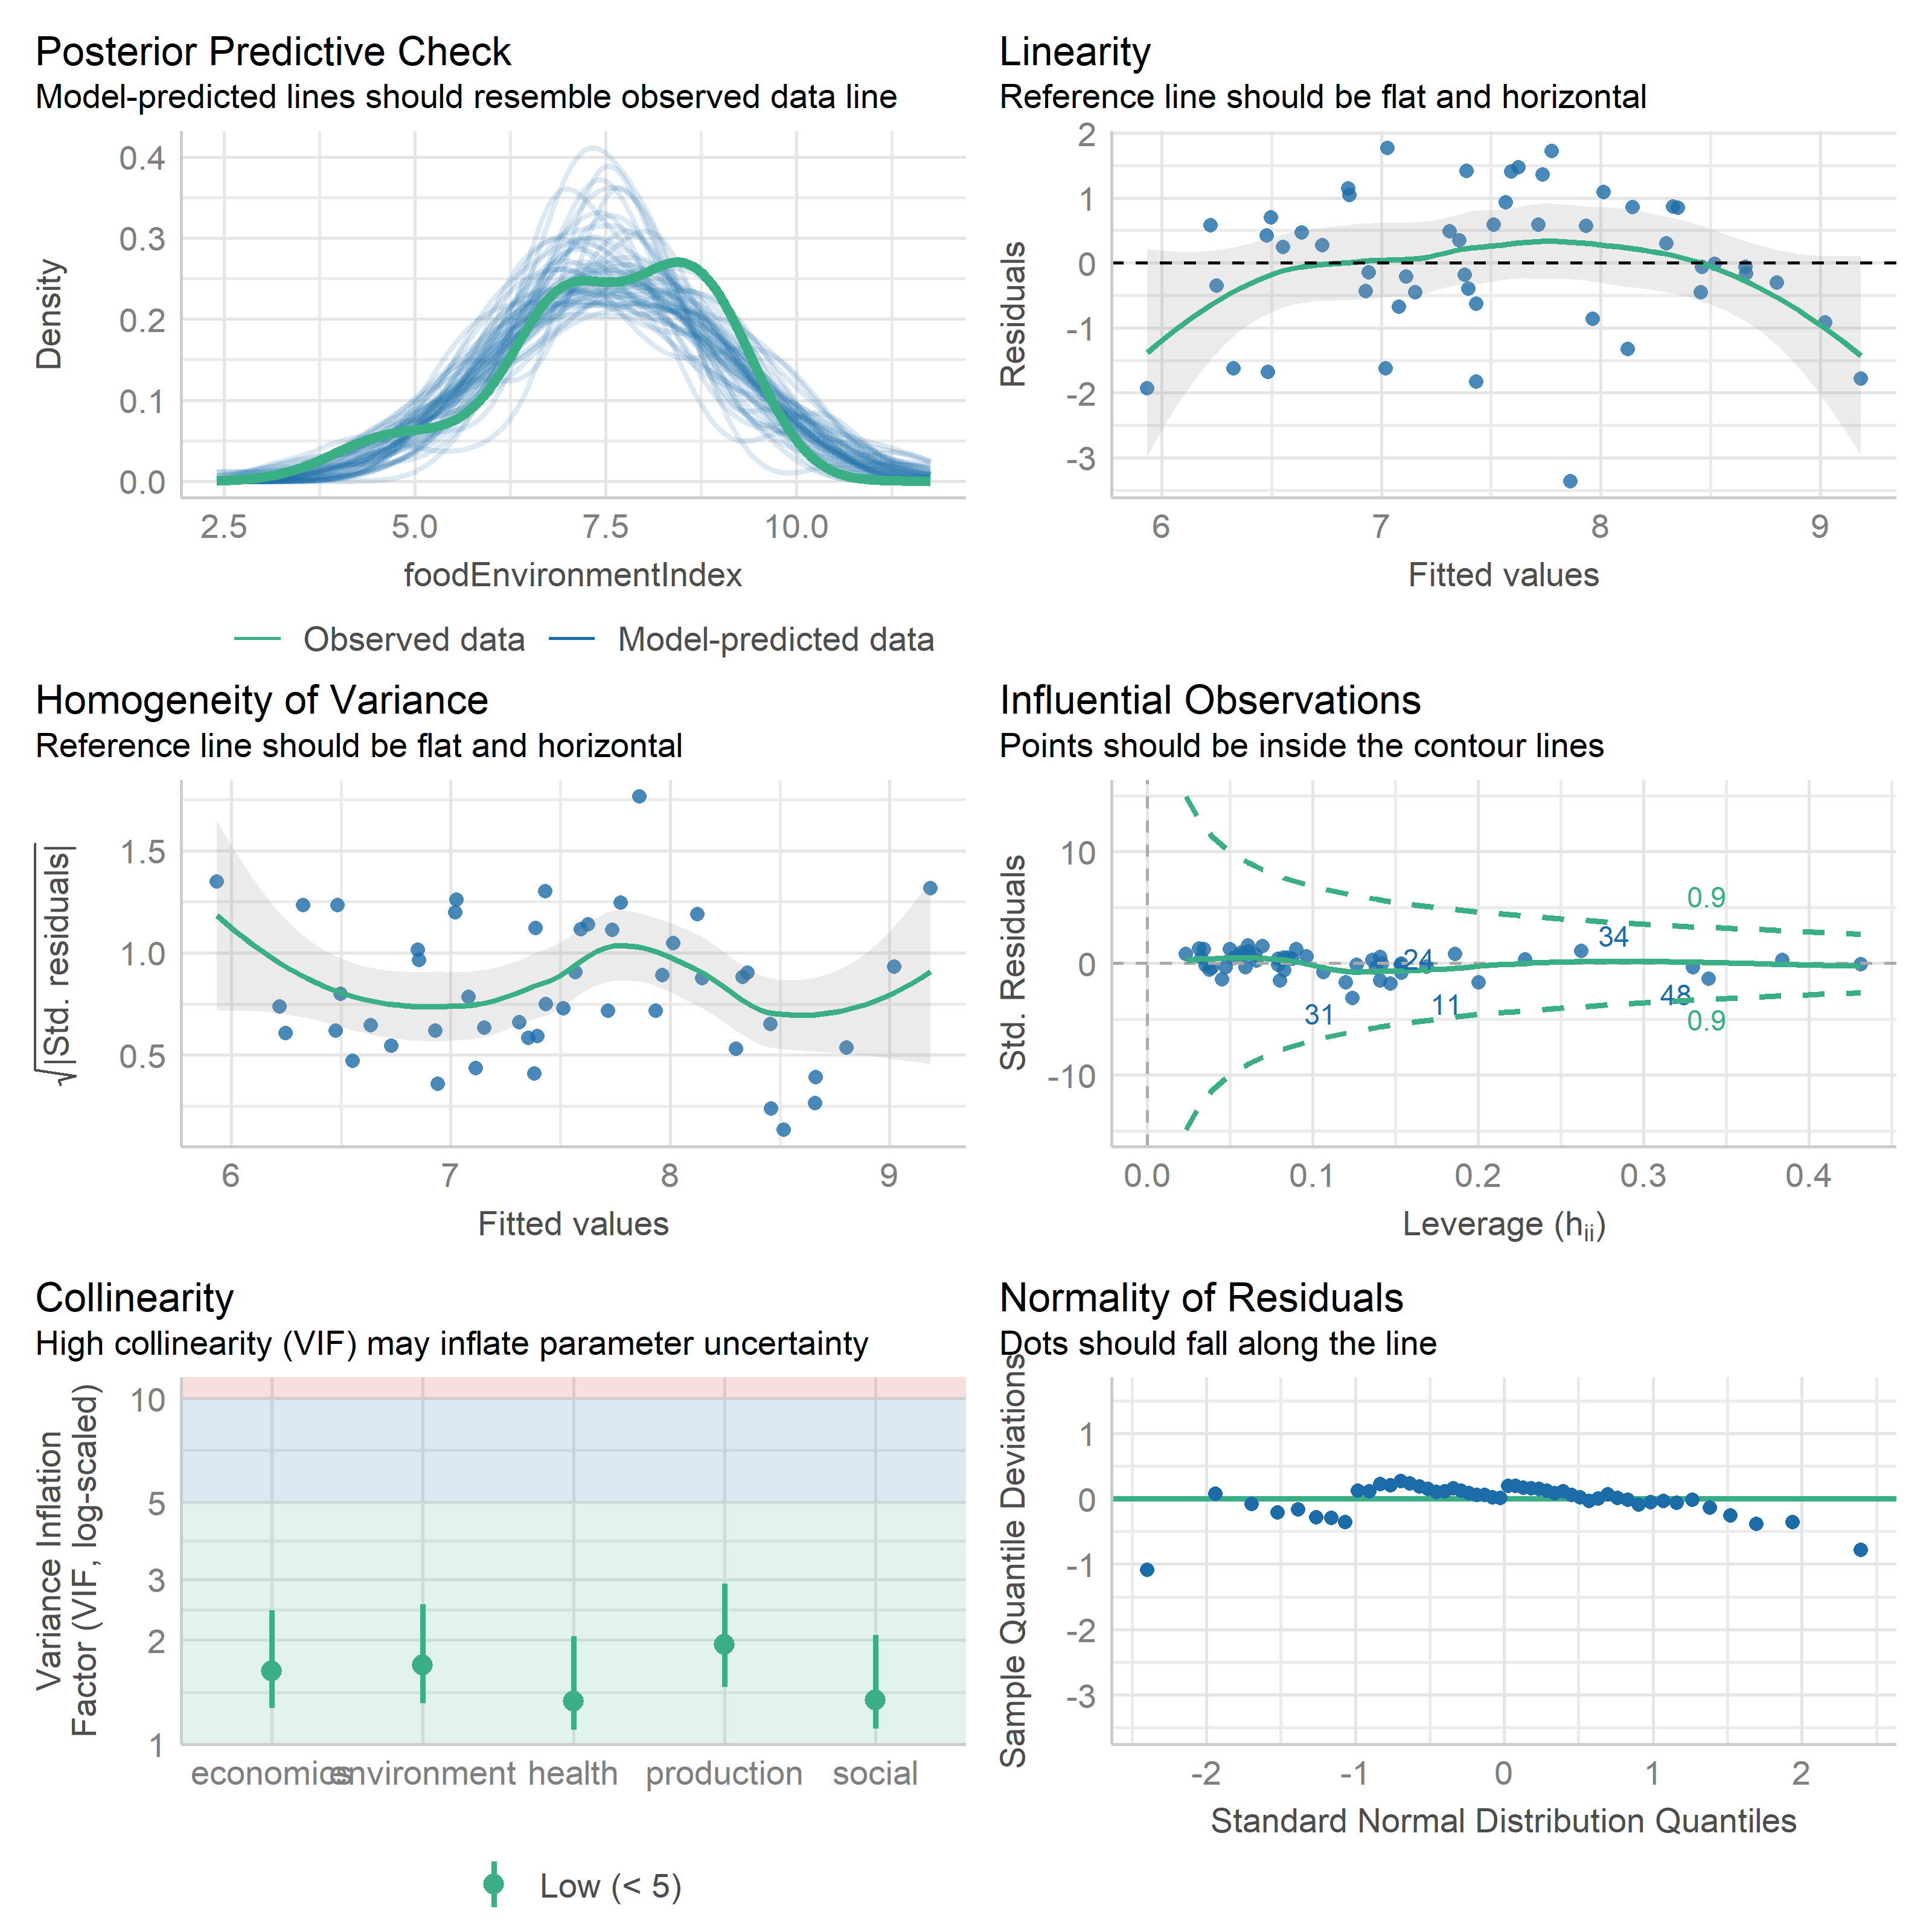 Posterior Predictive Check
Model-predicted lines should resemble observed data line
Density
0.4
0.3
0.2
0.1
0.0
2.5 5.0 7.5 10.0
foodEnvironmentIndex
Observed data Model-predicted data
Linearity
Reference line should be flat and horizontal
Residuals
2
1
0
-1
-2
-3
6 7 8 9
Fitted values
Homogeneity of Variance
Reference line should be flat and horizontal
√|Std. residuals|
1.5
1.0
0.5
6 7 8 9
Fitted values
Influential Observations
Points should be inside the contour lines
Std. Residuals
10
0
-10
0.9
34
24
31
11
48
0.9
0.0 0.1 0.2 0.3 0.4
Leverage (hii)
Collinearity
High collinearity (VIF) may inflate parameter uncertainty
Variance Inflation
Factor (VIF, log-scaled)
10
5
3
2
1
economics environment health production social
Low (< 5)
Normality of Residuals
Dots should fall along the line
Sample Quantile Deviations
1
0
-1
-2
-3
-2 -1 0 1 2
Standard Normal Distribution Quantiles